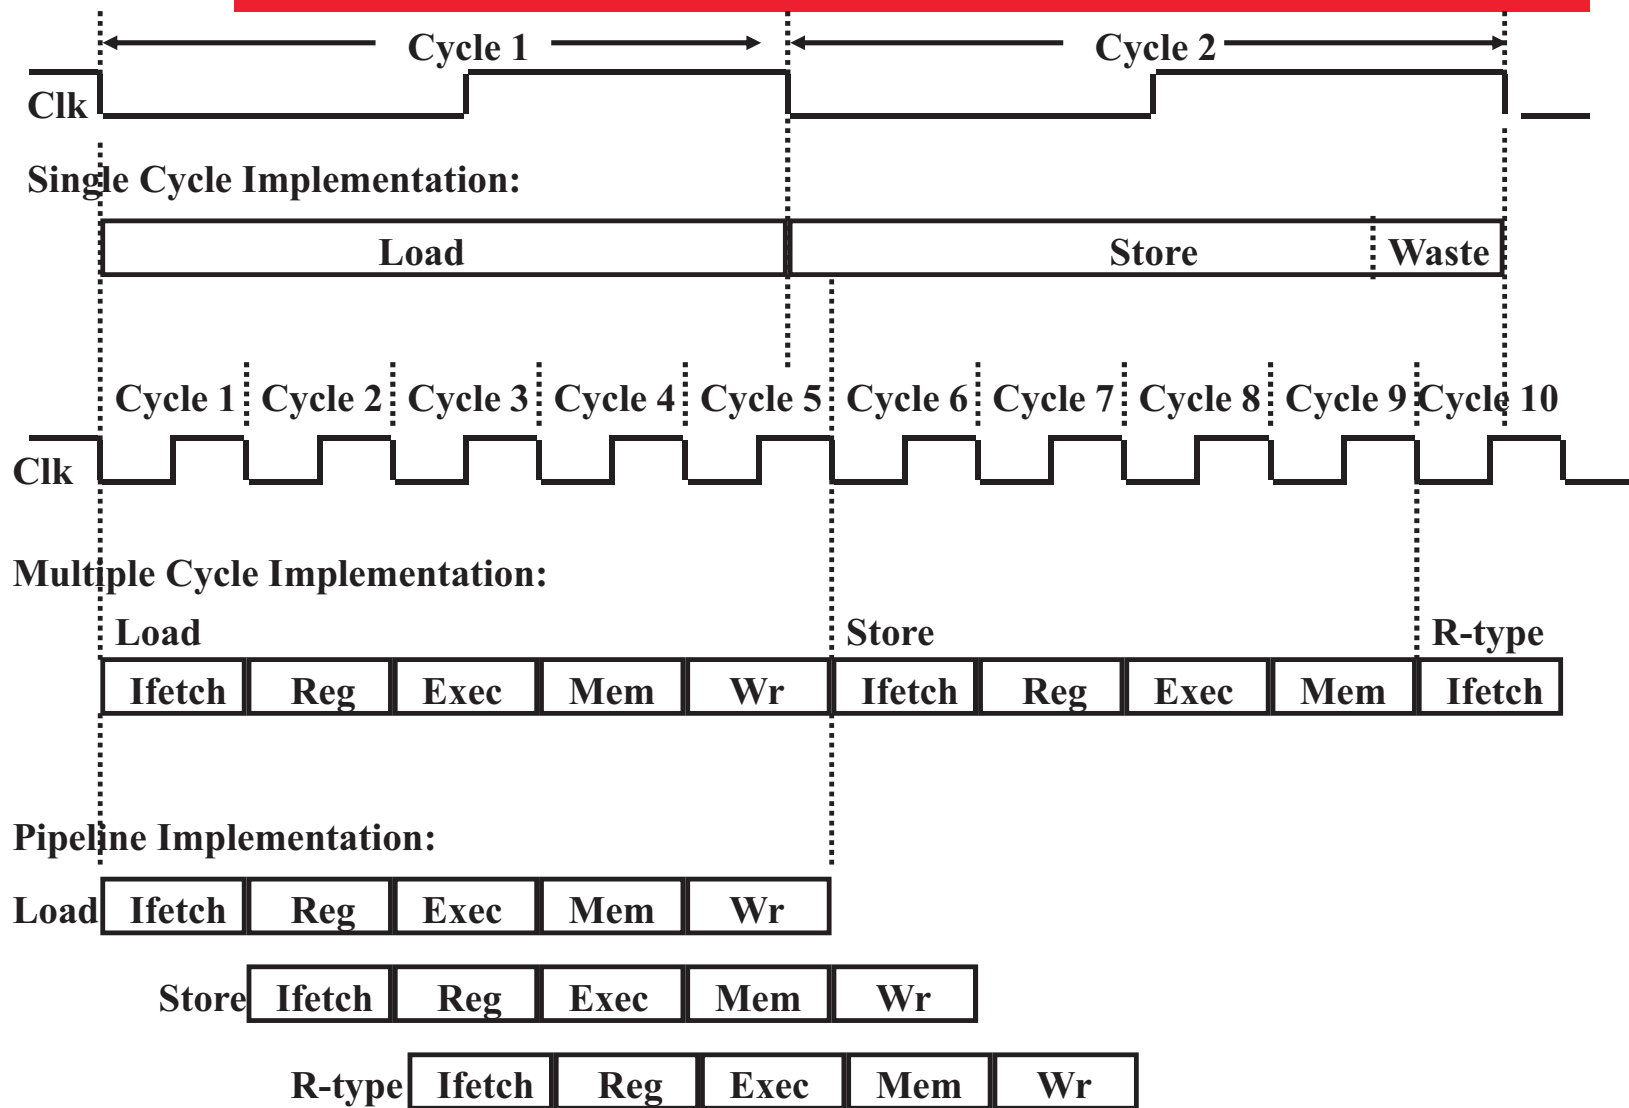 Cycle 1 Cycle 2
Clk
Single Cycle Implementation:
Load Store Waste
Cycle 1 Cycle 2 Cycle 3 Cycle 4 Cycle 5 Cycle 6 Cycle 7 Cycle 8 Cycle 9 Cycle 10
Clk
Multiple Cycle Implementation:
Load Store R-type
Ifetch Reg Exec Mem Wr Ifetch Reg Exec Mem Ifetch
Pipeline Implementation:
Load Ifetch Reg Exec Mem Wr
Store Ifetch Reg Exec Mem Wr
R-type Ifetch Reg Exec Mem Wr